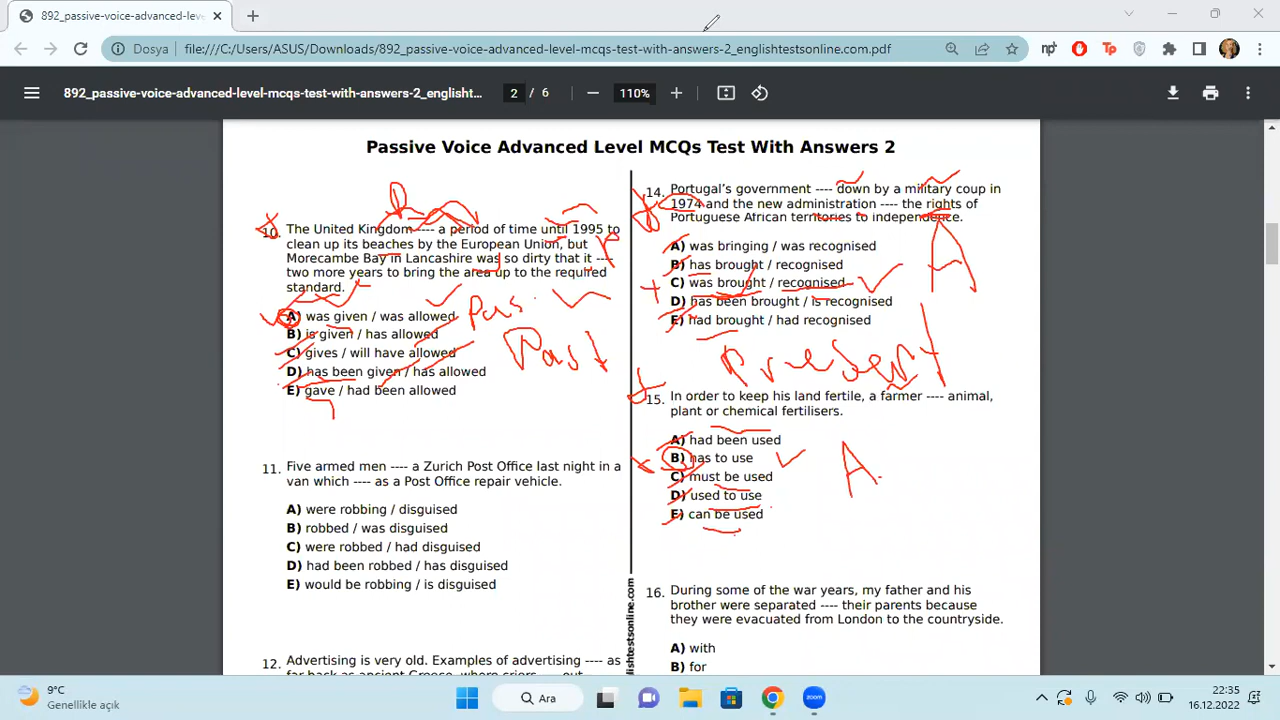 892_passive-voice-advanced-leve
Dosya
file:///C:/Users/ASUS/Downloads/892_passive-voice-advanced-level-mcqs-test-with-answers-2_englishtestsonline.com.pdf
892_passive-voice-advanced-level-mcqs-test-with-answers-2_englisht...
2 / 6
110%
Passive Voice Advanced Level MCQs Test With Answers 2
10. The United Kingdom ---- a period of time until 1995 to
clean up its beaches by the European Union, but
Morecambe Bay in Lancashire was so dirty that it ----
two more years to bring the area up to the required
standard.
A) was given / was allowed
B) is given / has allowed
C) gives / will have allowed
D) has been given / has allowed
E) gave / had been allowed
Pas
Past
11. Five armed men ---- a Zurich Post Office last night in a
van which ---- as a Post Office repair vehicle.
A) were robbing / disguised
B) robbed / was disguised
C) were robbed / had disguised
D) had been robbed / has disguised
E) would be robbing / is disguised
12. Advertising is very old. Examples of advertising ---- as
far back as ancient Greece, where criers ---- out
englishtestsonline.com
14. Portugal's government ---- down by a military coup in
1974 and the new administration ---- the rights of
Portuguese African territories to independence.
A) was bringing / was recognised
B) has brought / recognised
C) was brought / recognised
D) has been brought / is recognised
E) had brought / had recognised
A
President
15. In order to keep his land fertile, a farmer ---- animal,
plant or chemical fertilisers.
A) had been used
B) has to use
C) must be used
D) used to use
E) can be used
A
16. During some of the war years, my father and his
brother were separated ---- their parents because
they were evacuated from London to the countryside.
A) with
B) for
9°C
Genellikle açık
Ara
zoom
22:35
16.12.2022